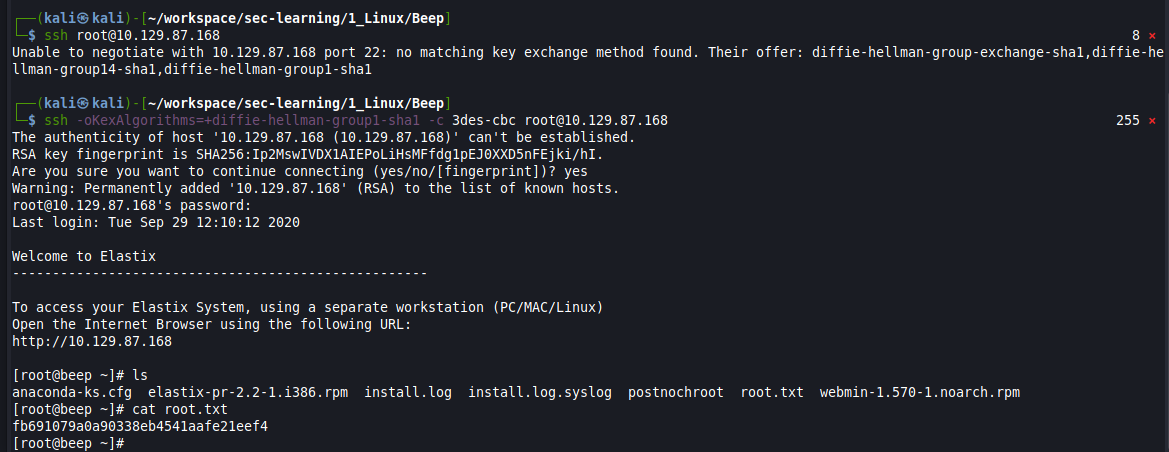 ┌──(kali㉿kali)-[~/workspace/sec-learning/1_Linux/Beep]
└─$ ssh root@10.129.87.168 8 ⨯
Unable to negotiate with 10.129.87.168 port 22: no matching key exchange method found. Their offer: diffie-hellman-group-exchange-sha1,diffie-he
llman-group14-sha1,diffie-hellman-group1-sha1
┌──(kali㉿kali)-[~/workspace/sec-learning/1_Linux/Beep]
└─$ ssh -oKexAlgorithms=+diffie-hellman-group1-sha1 -c 3des-cbc root@10.129.87.168 255 ⨯
The authenticity of host '10.129.87.168 (10.129.87.168)' can't be established.
RSA key fingerprint is SHA256:Ip2MswIVDX1AIEPoLiHsMFfdg1pEJ0XXD5nFEjki/hI.
Are you sure you want to continue connecting (yes/no/[fingerprint])? yes
Warning: Permanently added '10.129.87.168' (RSA) to the list of known hosts.
root@10.129.87.168's password:
Last login: Tue Sep 29 12:10:12 2020
Welcome to Elastix
----------------------------------------------------
To access your Elastix System, using a separate workstation (PC/MAC/Linux)
Open the Internet Browser using the following URL:
http://10.129.87.168
[root@beep ~]# ls
anaconda-ks.cfg  elastix-pr-2.2-1.i386.rpm  install.log  install.log.syslog  postnochroot  root.txt  webmin-1.570-1.noarch.rpm
[root@beep ~]# cat root.txt
fb691079a0a90338eb4541aafe21eef4
[root@beep ~]#